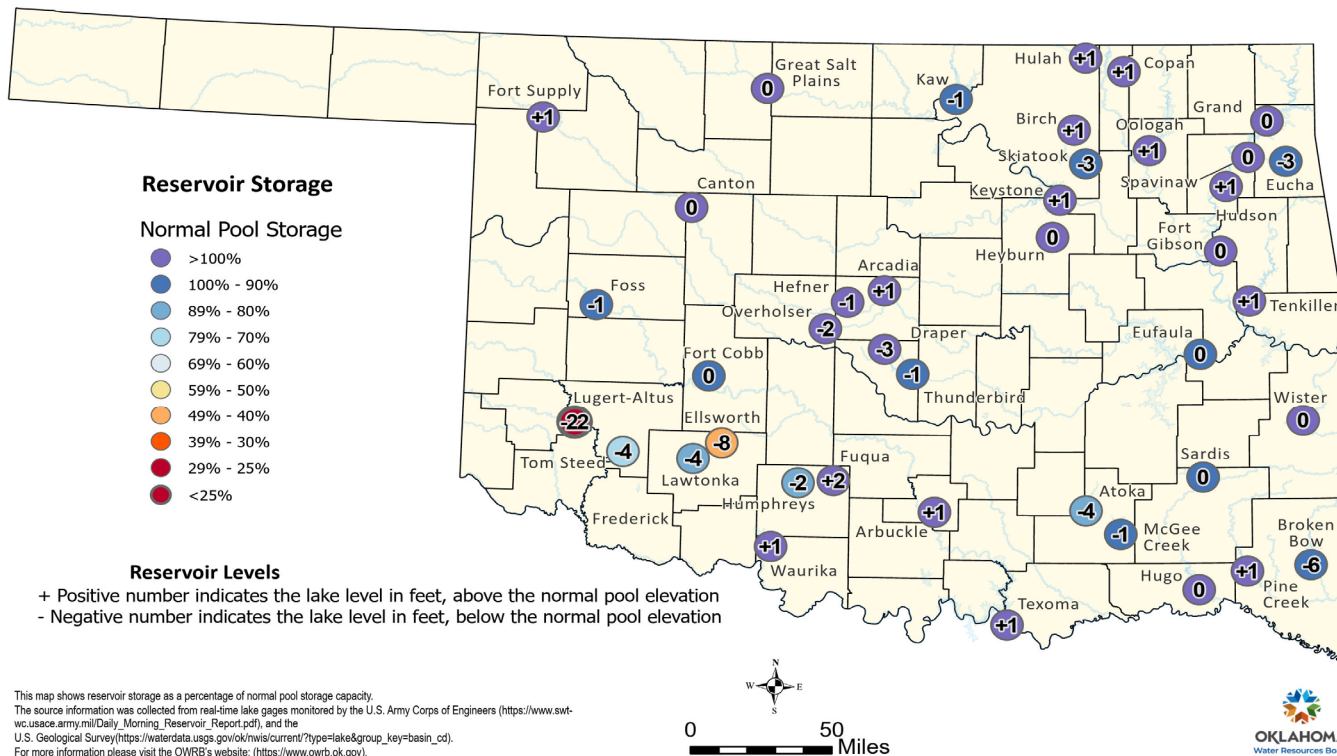 Hulah
+1
+1
Copan
Great Salt
Plains
0
Kaw
-1
Fort Supply
+1
Grand
0
Birch
+1
Oologah
+1
Skiatook
-3
Spavinaw
0
-3
Eucha
+1
Hudson
Keystone
+1
Canton
0
Heyburn
0
Fort
Gibson
0
Reservoir Storage
Normal Pool Storage
>100%
100% - 90%
89% - 80%
79% - 70%
69% - 60%
59% - 50%
49% - 40%
39% - 30%
29% - 25%
<25%
Foss
-1
Arcadia
+1
Hefner
-1
Overholser
-2
Draper
-3
-1
Thunderbird
+1
Tenkiller
Eufaula
0
Fort Cobb
0
Lugert-Altus
-22
Ellsworth
-8
Tom Steed
-4
-4
Lawtonka
Wister
0
Sardis
0
Fuqua
-2
+2
Humphreys
Frederick
Arbuckle
+1
Atoka
-4
-1
McGee
Creek
Broken
Bow
-6
+1
Waurika
Hugo
0
+1
Pine
Creek
Texoma
+1
Reservoir Levels
+ Positive number indicates the lake level in feet, above the normal pool elevation
- Negative number indicates the lake level in feet, below the normal pool elevation
N
W E
S
0 50
Miles
This map shows reservoir storage as a percentage of normal pool storage capacity.
The source information was collected from real-time lake gages monitored by the U.S. Army Corps of Engineers (https://www.swt-
wc.usace.army.mil/Daily_Morning_Reservoir_Report.pdf), and the
U.S. Geological Survey(https://waterdata.usgs.gov/ok/nwis/current/?type=lake&group_key=basin_cd).
For more information please visit the OWRB's website: (https://www.owrb.ok.gov).
OKLAHOM
Water Resources Bo